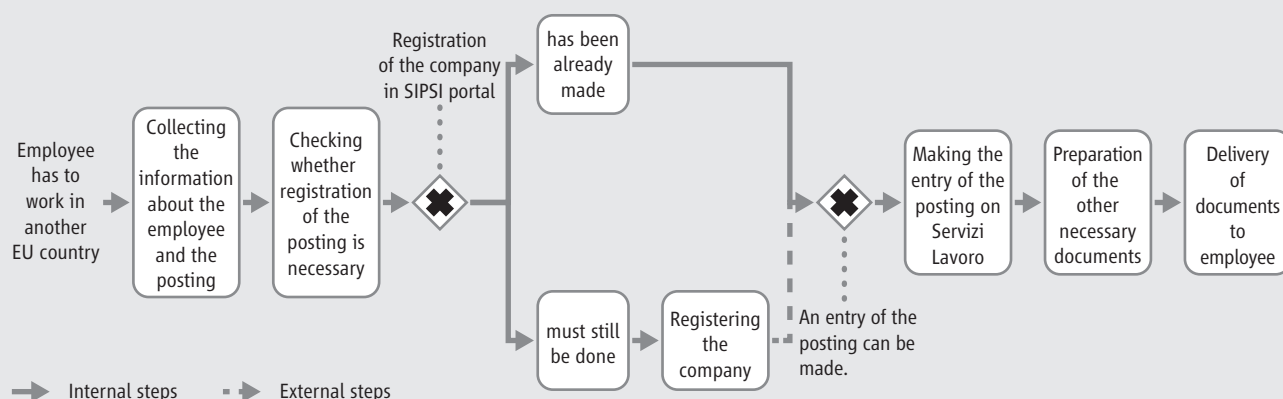 Employee
has to
work in
another
EU country
Collecting
the
information
about the
employee
and the
posting
Checking
whether
registration
of the
posting is
necessary
Registration
of the company
in SIPSI portal
has been
already
made
must still
be done
Registering
the
company
An entry of the
posting can be
made.
Making the
entry of the
posting on
Servizi
Lavoro
Preparation
of the
other
necessary
documents
Delivery
of
documents
to
employee
Internal steps
External steps